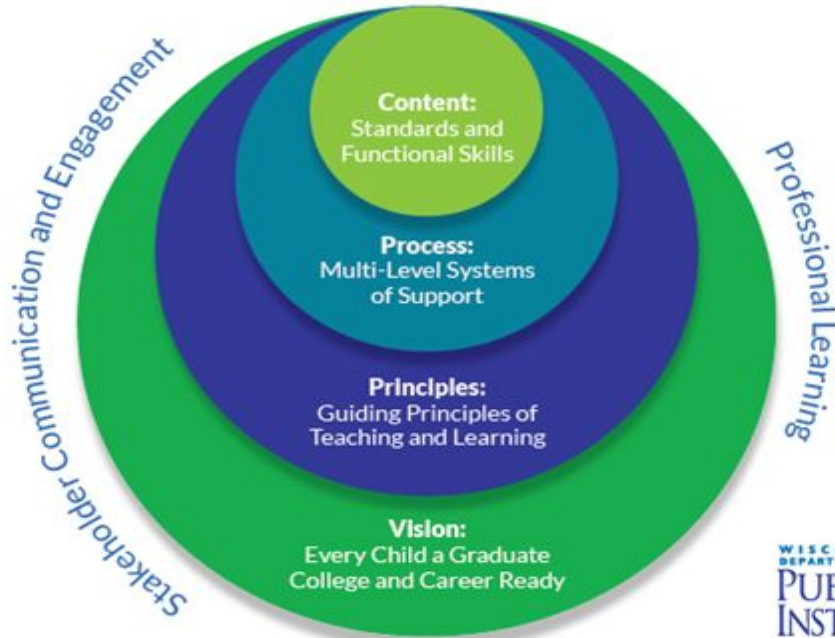 Stakeholder Communication and Engagement
Content:
Standards and
Functional Skills
Process:
Multi-Level Systems
of Support
Principles:
Guiding Principles of
Teaching and Learning
Vision:
Every Child a Graduate
College and Career Ready
Professional Learning